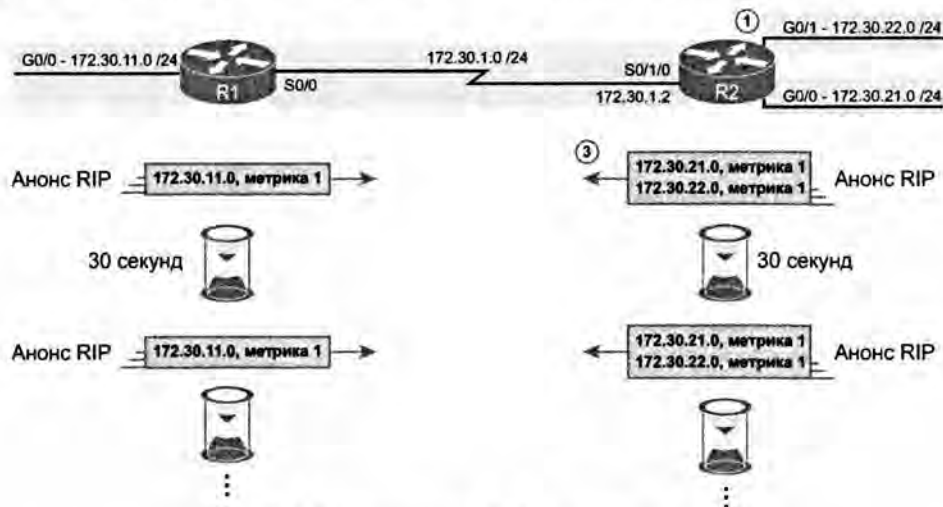 ①
G0/1 - 172.30.22.0 /24
G0/0 - 172.30.11.0 /24
172.30.1.0 /24
S0/0
S0/1/0
R1
R2
172.30.1.2
G0/0 - 172.30.21.0 /24
③
Анонс RIP
172.30.11.0, метрика 1
172.30.21.0, метрика 1
172.30.22.0, метрика 1
Анонс RIP
30 секунд
30 секунд
Анонс RIP
172.30.11.0, метрика 1
172.30.21.0, метрика 1
172.30.22.0, метрика 1
Анонс RIP